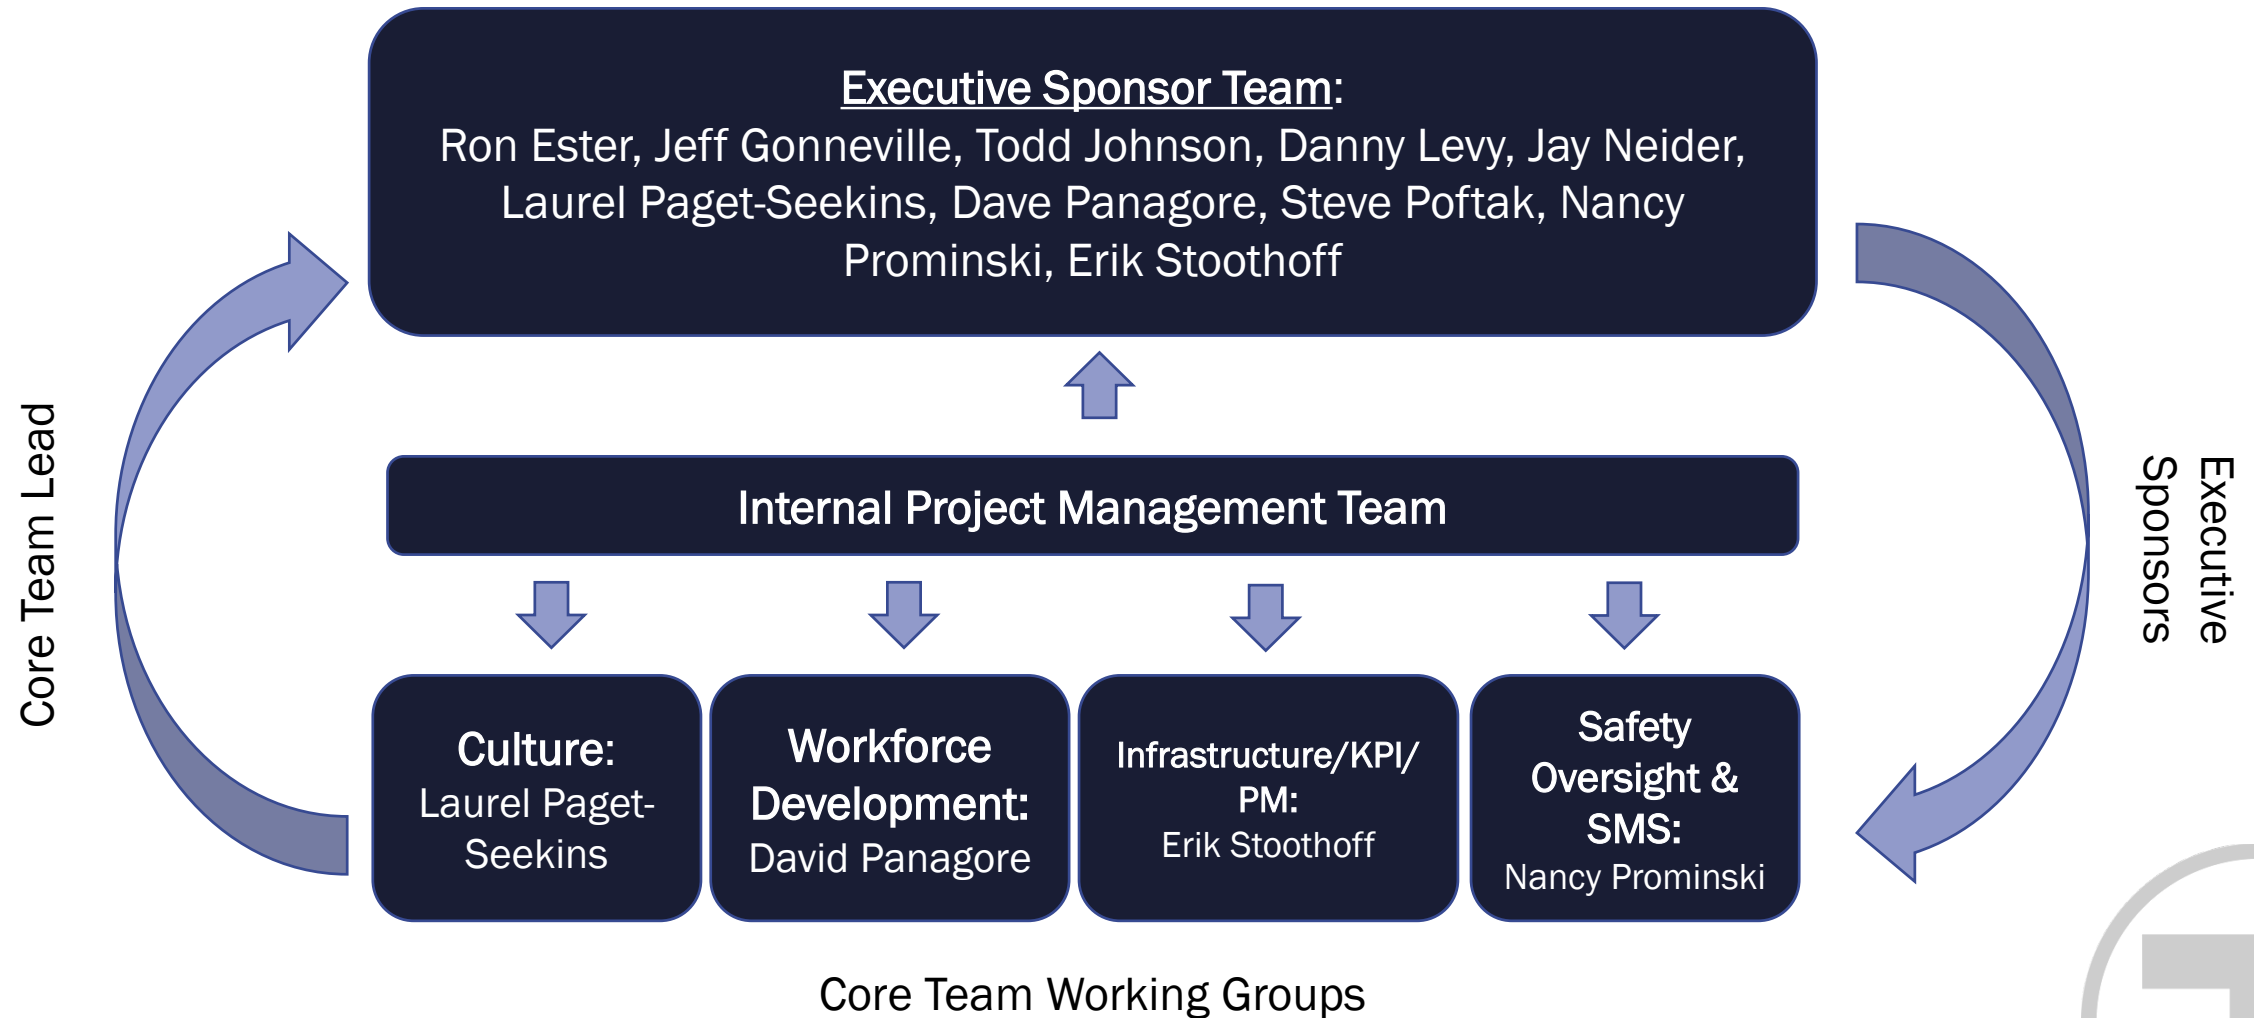 Executive Sponsor Team:
Ron Ester, Jeff Gonneville, Todd Johnson, Danny Levy, Jay Neider,
Laurel Paget-Seekins, Dave Panagore, Steve Poftak, Nancy
Prominski, Erik Stoothoff
Core Team Lead
Executive
Sponsors
Internal Project Management Team
Culture:
Laurel Paget-
Seekins
Workforce
Development:
David Panagore
Infrastructure/KPI/
PM:
Erik Stoothoff
Safety
Oversight &
SMS:
Nancy Prominski
Core Team Working Groups